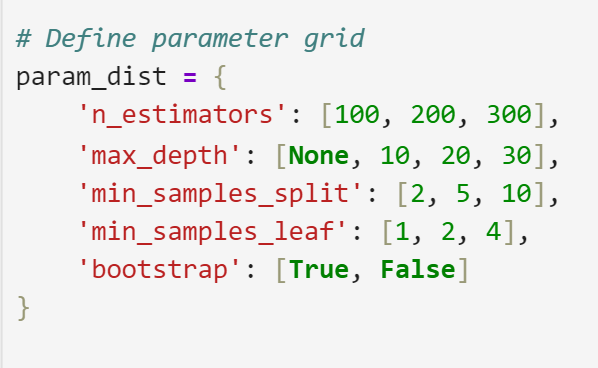 # Define parameter grid
param_dist = {
    'n_estimators': [100, 200, 300],
    'max_depth': [None, 10, 20, 30],
    'min_samples_split': [2, 5, 10],
    'min_samples_leaf': [1, 2, 4],
    'bootstrap': [True, False]
}